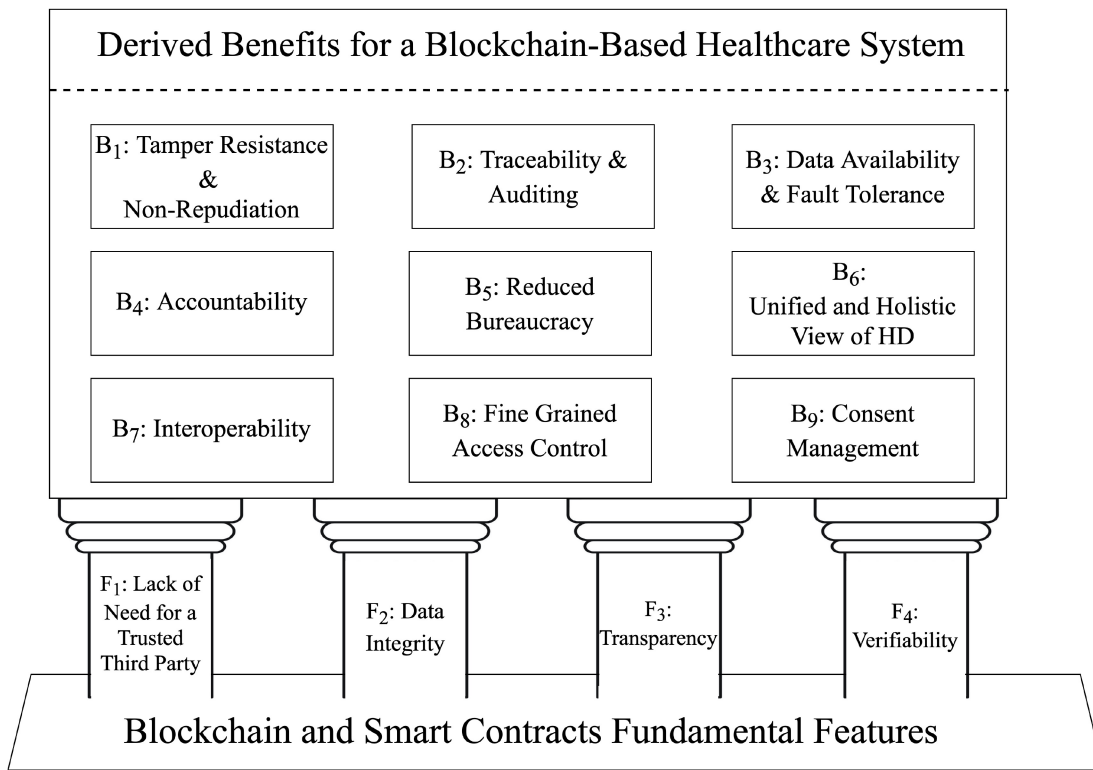 Derived Benefits for a Blockchain-Based Healthcare System
B₁: Tamper Resistance
&
Non-Repudiation
B₂: Traceability &
Auditing
B₃: Data Availability
& Fault Tolerance
B₄: Accountability
B₅: Reduced
Bureaucracy
B₆:
Unified and Holistic
View of HD
B₇: Interoperability
B₈: Fine Grained
Access Control
B₉: Consent
Management
F₁: Lack of
Need for a
Trusted
Third Party
F₂: Data
Integrity
F₃:
Transparency
F₄:
Verifiability
Blockchain and Smart Contracts Fundamental Features